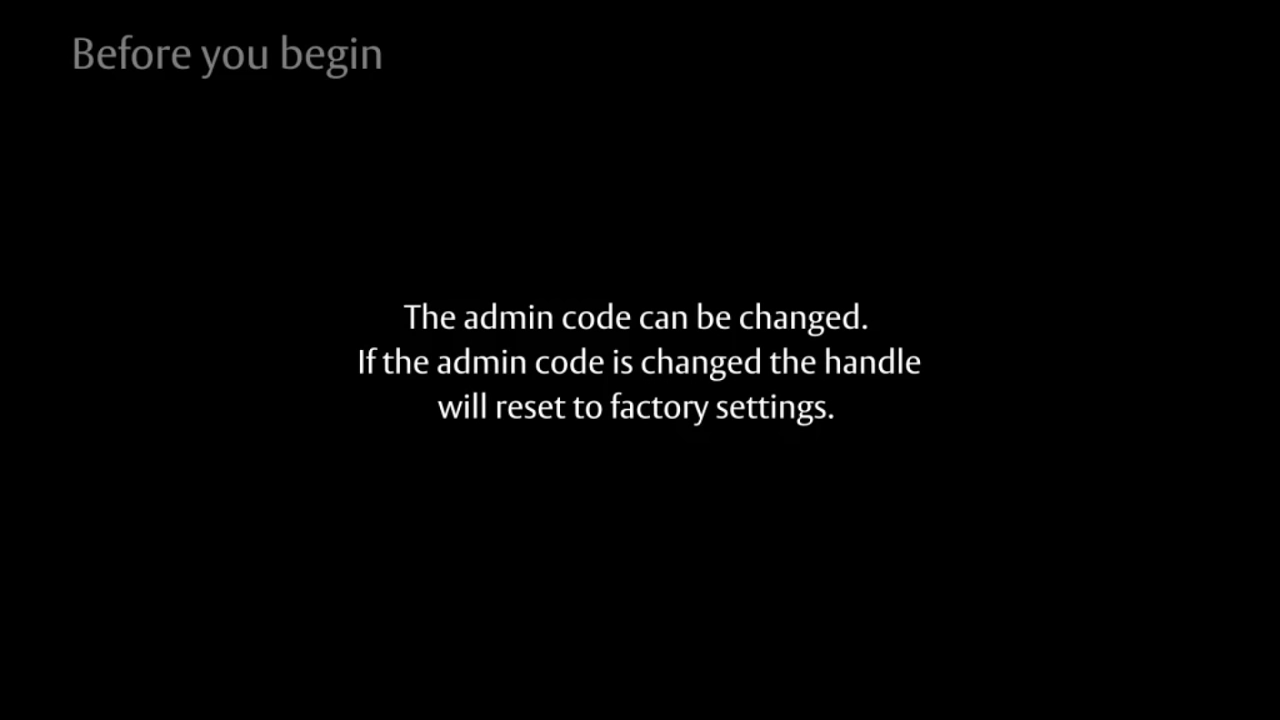 Before you begin
The admin code can be changed.
If the admin code is changed the handle
will reset to factory settings.